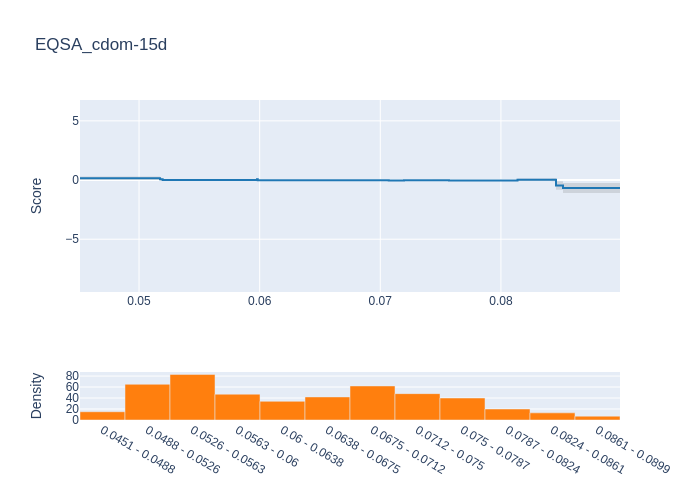 EQSA_cdom-15d
Score
5
0
−5
0.05
0.06
0.07
0.08
Density
80
60
40
20
0
0.0451 - 0.0488
0.0488 - 0.0526
0.0526 - 0.0563
0.0563 - 0.06
0.06 - 0.0638
0.0638 - 0.0675
0.0675 - 0.0712
0.0712 - 0.075
0.075 - 0.0787
0.0787 - 0.0824
0.0824 - 0.0861
0.0861 - 0.0899